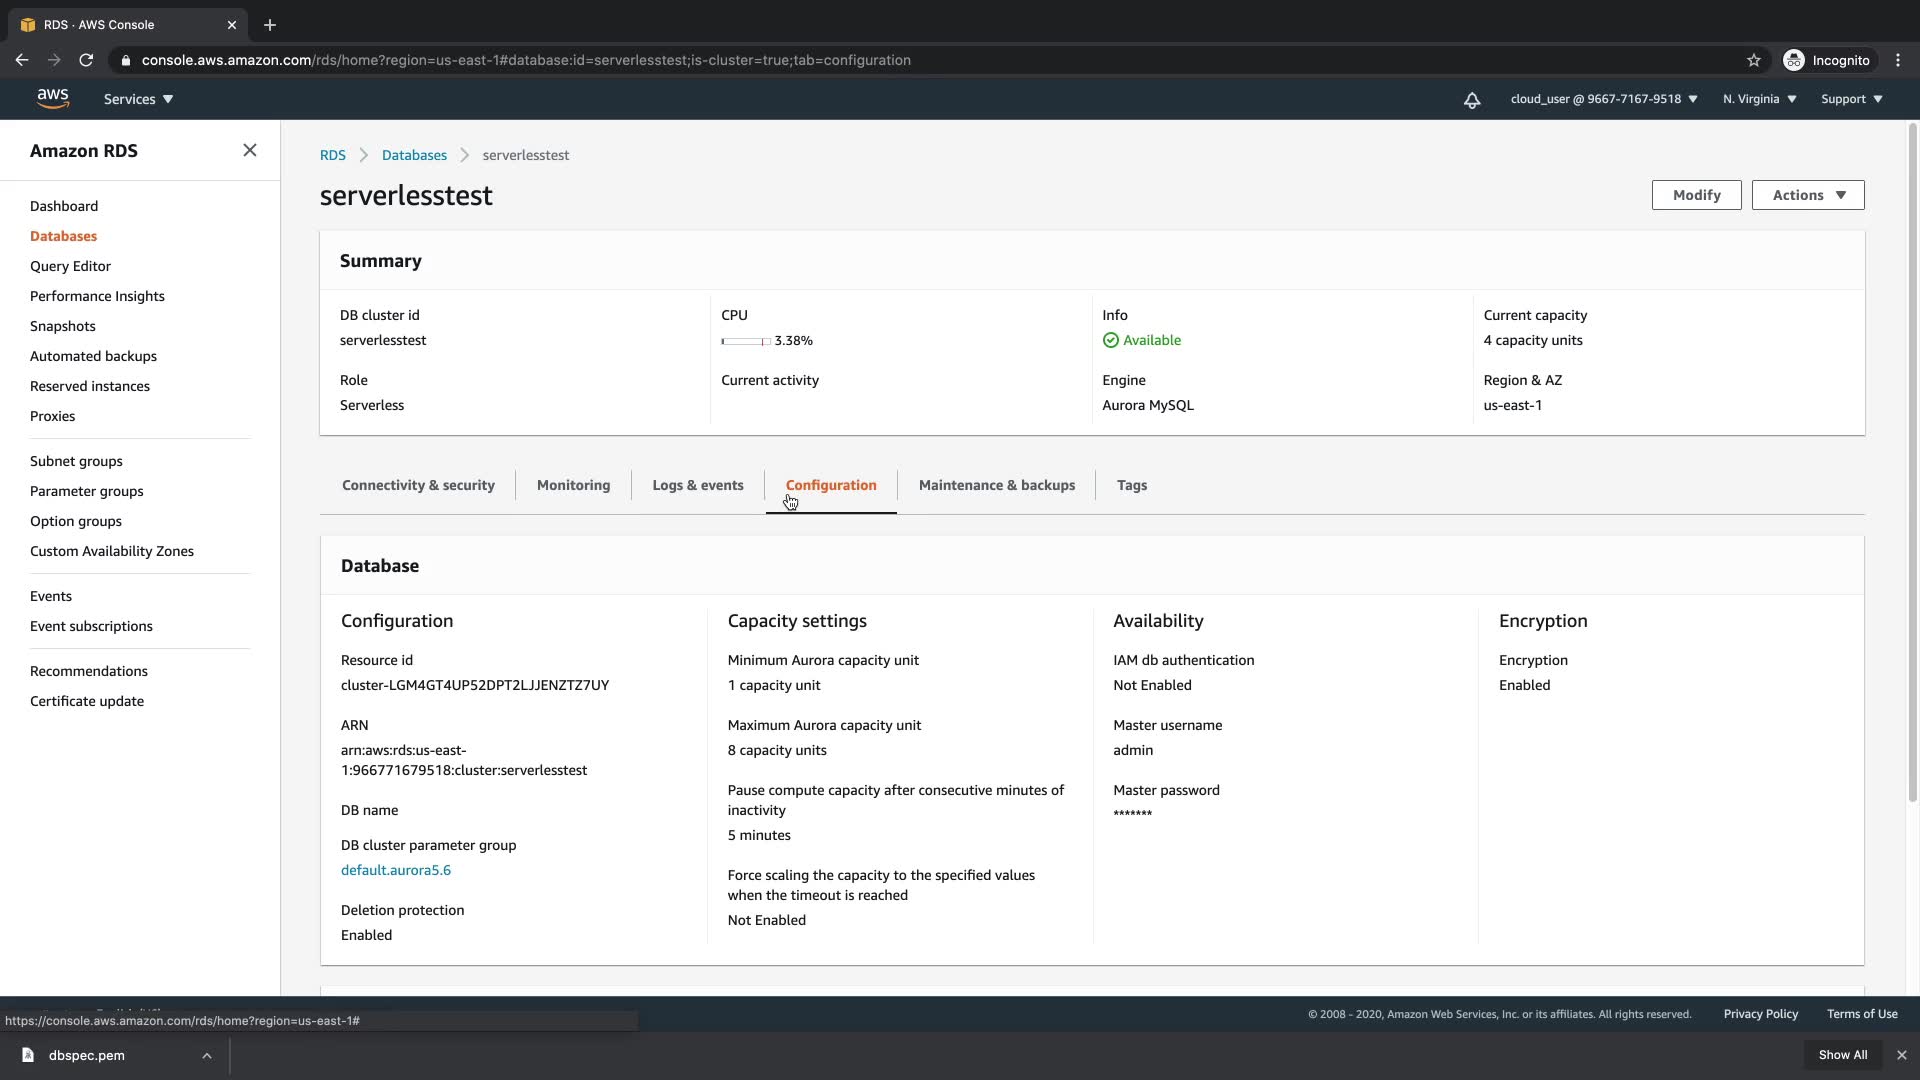 RDS · AWS Console
console.aws.amazon.com/rds/home?region=us-east-1#database:id=serverlesstest;is-cluster=true;tab=configuration
Incognito
aws
Services
cloud_user @ 9667-7167-9518
N. Virginia
Support
Amazon RDS
Dashboard
Databases
Query Editor
Performance Insights
Snapshots
Automated backups
Reserved instances
Proxies
Subnet groups
Parameter groups
Option groups
Custom Availability Zones
Events
Event subscriptions
Recommendations
Certificate update
RDS
Databases
serverlesstest
serverlesstest
Modify
Actions
Summary
DB cluster id
serverlesstest
Role
Serverless
CPU
3.38%
Current activity
Info
Available
Engine
Aurora MySQL
Current capacity
4 capacity units
Region & AZ
us-east-1
Connectivity & security
Monitoring
Logs & events
Configuration
Maintenance & backups
Tags
Database
Configuration
Resource id
cluster-LGM4GT4UP52DPT2LJJENZTZ7UY
ARN
arn:aws:rds:us-east-
1:966771679518:cluster:serverlesstest
DB name
DB cluster parameter group
default.aurora5.6
Deletion protection
Enabled
Capacity settings
Minimum Aurora capacity unit
1 capacity unit
Maximum Aurora capacity unit
8 capacity units
Pause compute capacity after consecutive minutes of
inactivity
5 minutes
Force scaling the capacity to the specified values
when the timeout is reached
Not Enabled
Availability
IAM db authentication
Not Enabled
Master username
admin
Master password
*******
Encryption
Encryption
Enabled
https://console.aws.amazon.com/rds/home?region=us-east-1#
© 2008 - 2020, Amazon Web Services, Inc. or its affiliates. All rights reserved.
Privacy Policy
Terms of Use
dbspec.pem
Show All